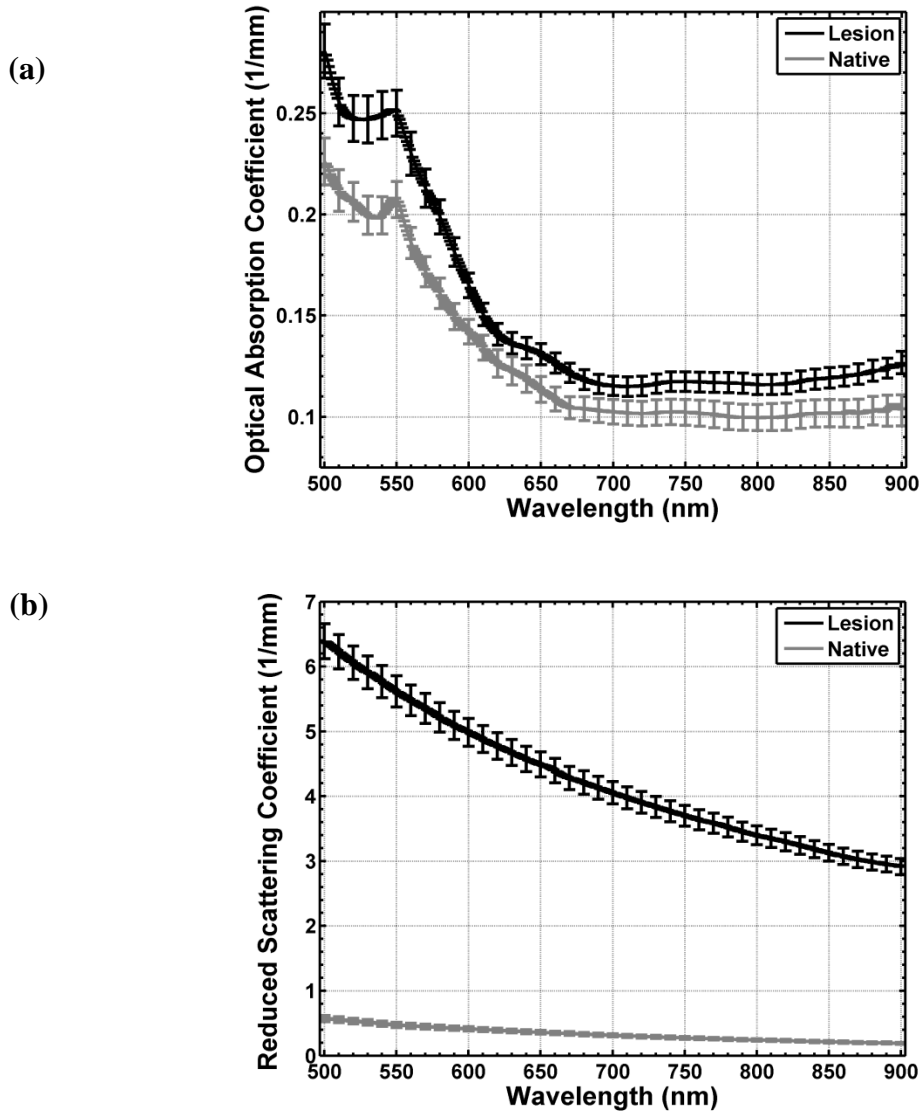 (a)
Optical Absorption Coefficient (1/mm)
0.25
0.2
0.15
0.1
500 550 600 650 700 750 800 850 900
Wavelength (nm)
Lesion
Native
(b)
Reduced Scattering Coefficient (1/mm)
7
6
5
4
3
2
1
0
500 550 600 650 700 750 800 850 900
Wavelength (nm)
Lesion
Native